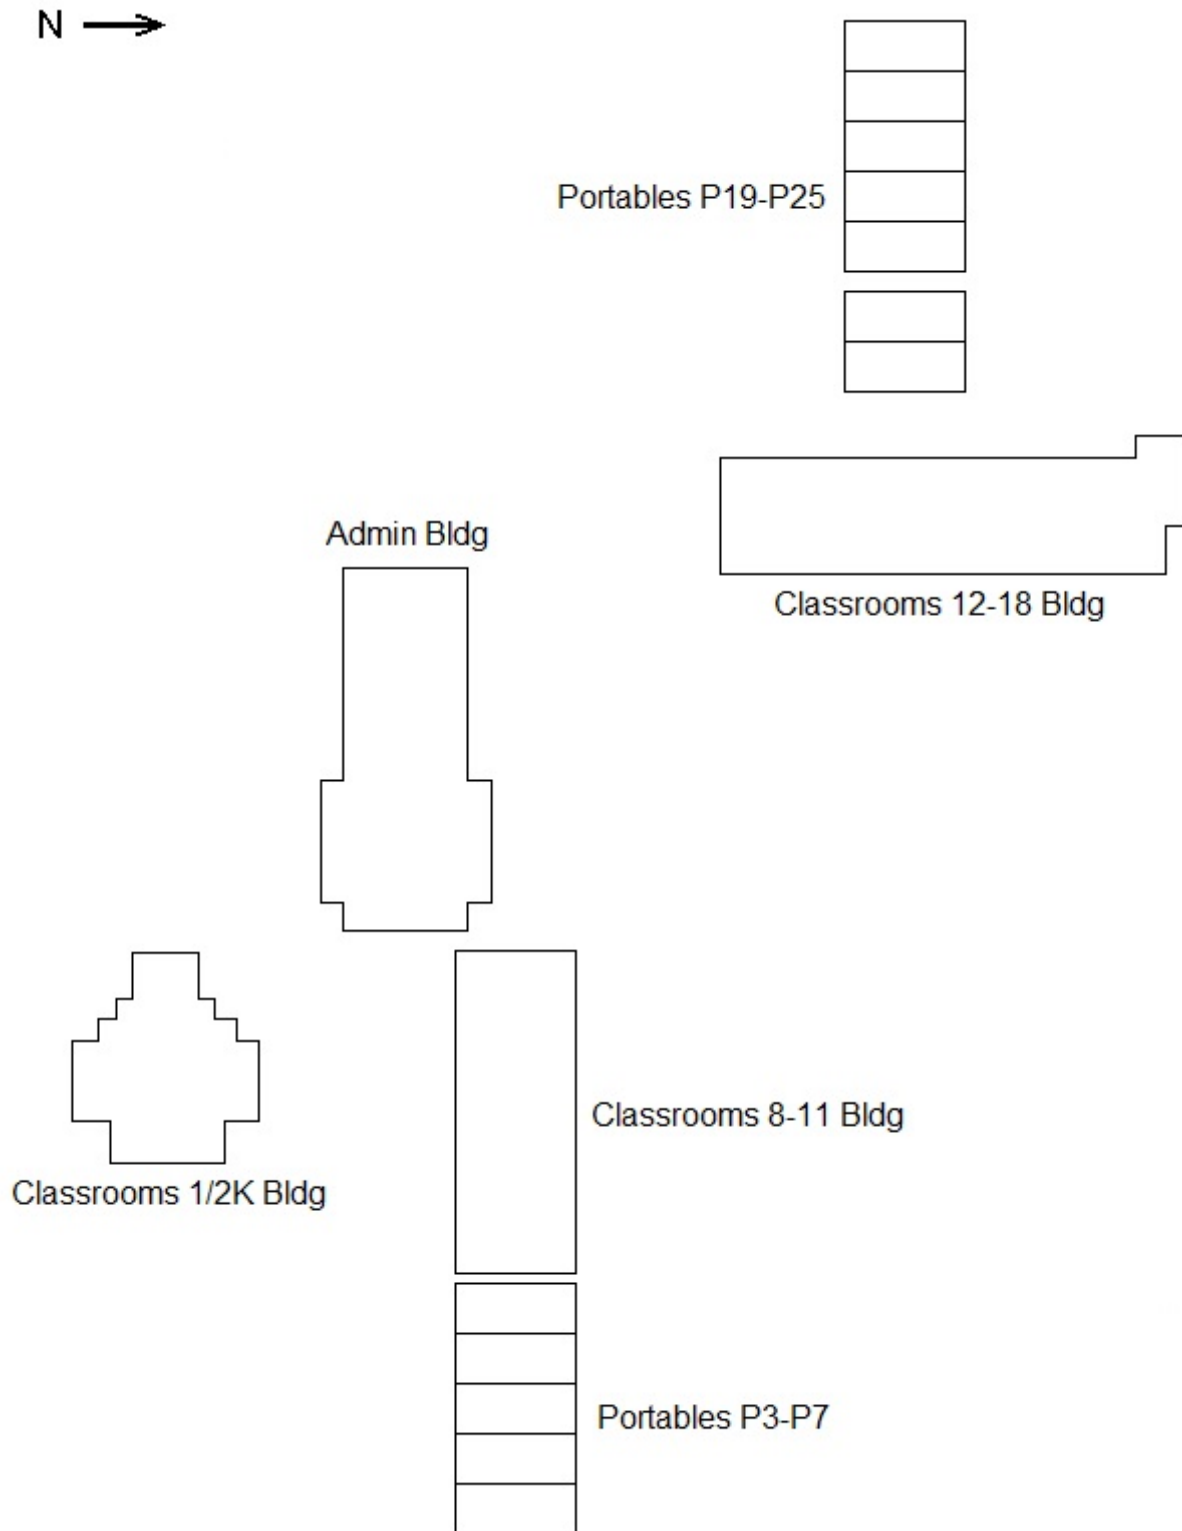 N
Portables P19-P25
Admin Bldg
Classrooms 12-18 Bldg
Classrooms 8-11 Bldg
Classrooms 1/2K Bldg
Portables P3-P7